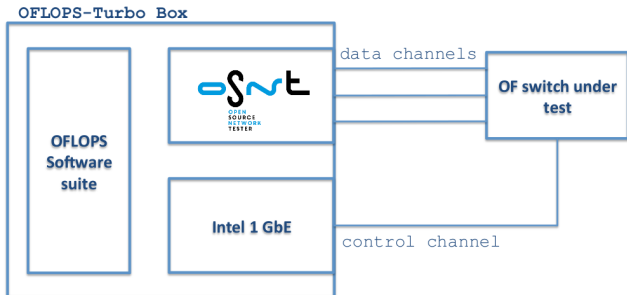 OFLOPS-Turbo Box
OFLOPS
Software
suite
OSNT
OPEN
SOURCE
NETWORK
TESTER
data channels
OF switch under
test
Intel 1 GbE
control channel